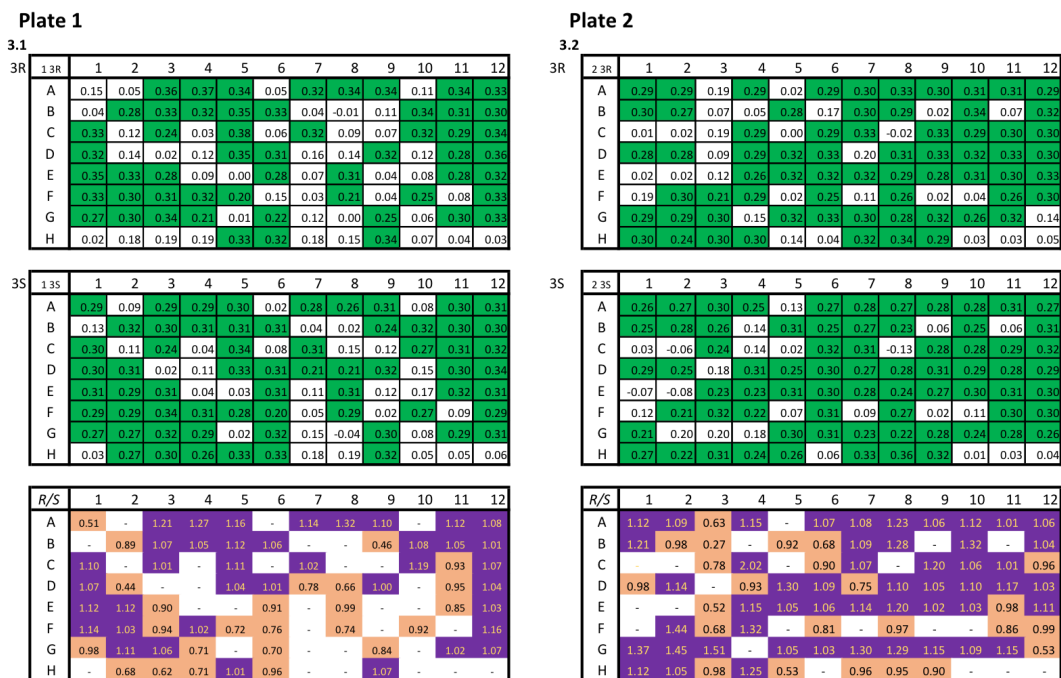 Plate 1
Plate 2
3.1
3.2
3R 1 3R 1 2 3 4 5 6 7 8 9 10 11 12
A 0.15 0.05 0.36 0.37 0.34 0.05 0.32 0.34 0.34 0.11 0.34 0.33
B 0.04 0.28 0.33 0.32 0.35 0.33 0.04 -0.01 0.11 0.34 0.31 0.30
C 0.33 0.12 0.24 0.03 0.38 0.06 0.32 0.09 0.07 0.32 0.29 0.34
D 0.32 0.14 0.02 0.12 0.35 0.31 0.16 0.14 0.32 0.12 0.28 0.36
E 0.35 0.33 0.28 0.09 0.00 0.28 0.07 0.31 0.04 0.08 0.28 0.32
F 0.33 0.30 0.31 0.32 0.20 0.15 0.03 0.21 0.04 0.25 0.08 0.33
G 0.27 0.30 0.34 0.21 0.01 0.22 0.12 0.00 0.25 0.06 0.30 0.33
H 0.02 0.18 0.19 0.19 0.33 0.32 0.18 0.15 0.34 0.07 0.04 0.03
3R 2 3R 1 2 3 4 5 6 7 8 9 10 11 12
A 0.29 0.29 0.19 0.29 0.02 0.29 0.30 0.33 0.30 0.31 0.31 0.29
B 0.30 0.27 0.07 0.05 0.28 0.17 0.30 0.29 0.02 0.34 0.07 0.32
C 0.01 0.02 0.19 0.29 0.00 0.29 0.33 -0.02 0.33 0.29 0.30 0.30
D 0.28 0.28 0.09 0.29 0.32 0.33 0.20 0.31 0.33 0.32 0.33 0.30
E 0.02 0.02 0.12 0.26 0.32 0.32 0.32 0.29 0.28 0.31 0.30 0.33
F 0.19 0.30 0.21 0.29 0.02 0.25 0.11 0.26 0.02 0.04 0.26 0.30
G 0.29 0.29 0.30 0.15 0.32 0.33 0.30 0.28 0.32 0.26 0.32 0.14
H 0.30 0.24 0.30 0.30 0.14 0.04 0.32 0.34 0.29 0.03 0.03 0.05
3S 1 3S 1 2 3 4 5 6 7 8 9 10 11 12
A 0.29 0.09 0.29 0.29 0.30 0.02 0.28 0.26 0.31 0.08 0.30 0.31
B 0.13 0.32 0.30 0.31 0.31 0.31 0.04 0.02 0.24 0.32 0.30 0.30
C 0.30 0.11 0.24 0.04 0.34 0.08 0.31 0.15 0.12 0.27 0.31 0.32
D 0.30 0.31 0.02 0.11 0.33 0.31 0.21 0.21 0.32 0.15 0.30 0.34
E 0.31 0.29 0.31 0.04 0.03 0.31 0.11 0.31 0.12 0.17 0.32 0.31
F 0.29 0.29 0.34 0.31 0.28 0.20 0.05 0.29 0.02 0.27 0.09 0.29
G 0.27 0.27 0.32 0.29 0.02 0.32 0.15 -0.04 0.30 0.08 0.29 0.31
H 0.03 0.27 0.30 0.26 0.33 0.33 0.18 0.19 0.32 0.05 0.05 0.06
3S 2 3S 1 2 3 4 5 6 7 8 9 10 11 12
A 0.26 0.27 0.30 0.25 0.13 0.27 0.28 0.27 0.28 0.28 0.31 0.27
B 0.25 0.28 0.26 0.14 0.31 0.25 0.27 0.23 0.06 0.25 0.06 0.31
C 0.03 -0.06 0.24 0.14 0.02 0.32 0.31 -0.13 0.28 0.28 0.29 0.32
D 0.29 0.25 0.18 0.31 0.25 0.30 0.27 0.28 0.31 0.29 0.28 0.30
E -0.07 -0.08 0.23 0.23 0.31 0.30 0.28 0.24 0.27 0.30 0.31 0.30
F 0.12 0.21 0.32 0.22 0.07 0.31 0.09 0.27 0.02 0.11 0.30 0.30
G 0.21 0.20 0.20 0.18 0.30 0.31 0.23 0.22 0.28 0.24 0.28 0.26
H 0.27 0.22 0.31 0.24 0.26 0.06 0.33 0.36 0.32 0.01 0.03 0.04
R/S 1 2 3 4 5 6 7 8 9 10 11 12
A 0.51 - 1.21 1.27 1.16 - 1.14 1.32 1.10 - 1.12 1.08
B - 0.89 1.07 1.05 1.12 1.06 - - 0.46 1.08 1.05 1.01
C 1.10 - 1.01 - 1.11 - 1.02 - - 1.19 0.93 1.07
D 1.07 0.44 - - 1.04 1.01 0.78 0.66 1.00 - 0.95 1.04
E 1.12 1.12 0.90 - - 0.91 - 0.99 - - 0.85 1.03
F 1.14 1.03 0.94 1.02 0.72 0.76 - 0.74 - 0.92 - 1.16
G 0.98 1.11 1.06 0.71 - 0.70 - - 0.84 - 1.02 1.07
H - 0.68 0.62 0.71 1.01 0.96 - - 1.07 - - -
R/S 1 2 3 4 5 6 7 8 9 10 11 12
A 1.12 1.09 0.63 1.15 - 1.07 1.08 1.23 1.06 1.12 1.01 1.06
B 1.21 0.98 0.27 - 0.92 0.68 1.09 1.28 - 1.32 - 1.04
C - - 0.78 2.02 - 0.90 1.07 - 1.20 1.06 1.01 0.96
D 0.98 1.14 - 0.93 1.30 1.09 0.75 1.10 1.05 1.10 1.17 1.03
E - - 0.52 1.15 1.05 1.06 1.14 1.20 1.02 1.03 0.98 1.11
F - 1.44 0.68 1.32 - 0.81 - 0.97 - - 0.86 0.99
G 1.37 1.45 1.51 - 1.05 1.03 1.30 1.29 1.15 1.09 1.15 0.53
H 1.12 1.05 0.98 1.25 0.53 - 0.96 0.95 0.90 - - -